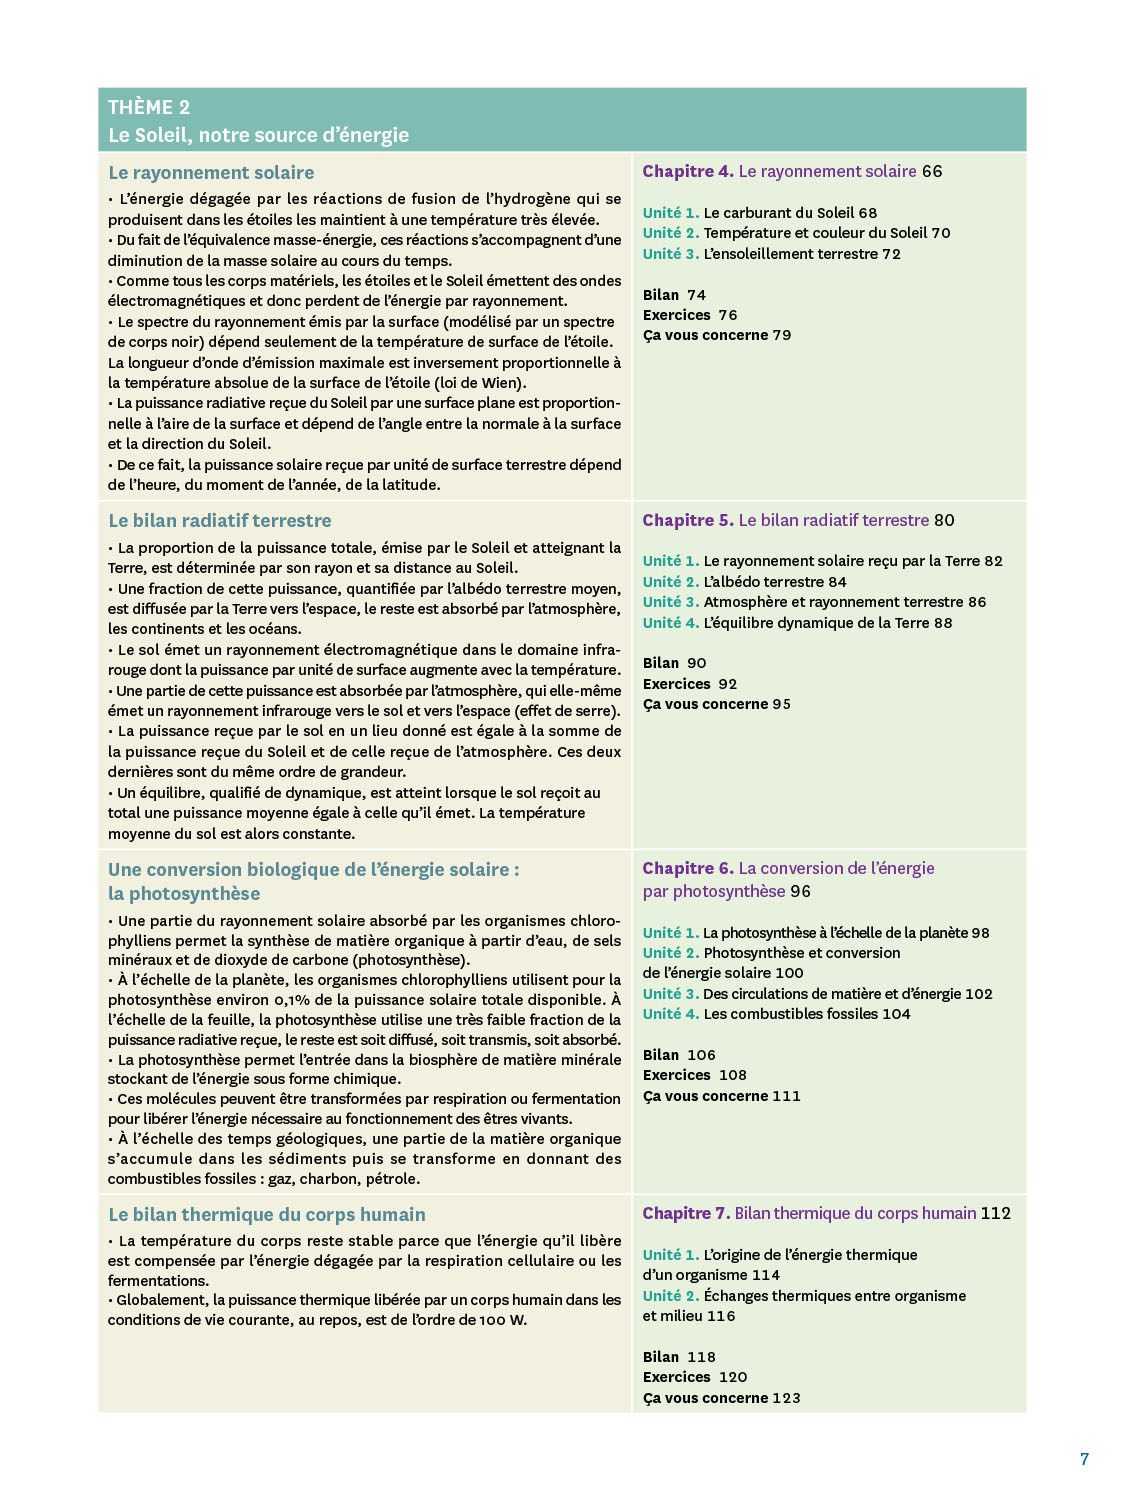 THÈME 2
Le Soleil, notre source d’énergie
Le rayonnement solaire
• L’énergie dégagée par les réactions de fusion de l’hydrogène qui se
produisent dans les étoiles les maintient à une température très élevée.
• Du fait de l’équivalence masse-énergie, ces réactions s’accompagnent d’une
diminution de la masse solaire au cours du temps.
• Comme tous les corps matériels, les étoiles et le Soleil émettent des ondes
électromagnétiques et donc perdent de l’énergie par rayonnement.
• Le spectre du rayonnement émis par la surface (modélisé par un spectre
de corps noir) dépend seulement de la température de surface de l’étoile.
La longueur d’onde d’émission maximale est inversement proportionnelle à
la température absolue de la surface de l’étoile (loi de Wien).
• La puissance radiative reçue du Soleil par une surface plane est proportion-
nelle à l’aire de la surface et dépend de l’angle entre la normale à la surface
et la direction du Soleil.
• De ce fait, la puissance solaire reçue par unité de surface terrestre dépend
de l’heure, du moment de l’année, de la latitude.
Chapitre 4. Le rayonnement solaire 66
Unité 1. Le carburant du Soleil 68
Unité 2. Température et couleur du Soleil 70
Unité 3. L’ensoleillement terrestre 72
Bilan 74
Exercices 76
Ça vous concerne 79
Le bilan radiatif terrestre
• La proportion de la puissance totale, émise par le Soleil et atteignant la
Terre, est déterminée par son rayon et sa distance au Soleil.
• Une fraction de cette puissance, quantifiée par l’albédo terrestre moyen,
est diffusée par la Terre vers l’espace, le reste est absorbé par l’atmosphère,
les continents et les océans.
• Le sol émet un rayonnement électromagnétique dans le domaine infra-
rouge dont la puissance par unité de surface augmente avec la température.
• Une partie de cette puissance est absorbée par l’atmosphère, qui elle-même
émet un rayonnement infrarouge vers le sol et vers l’espace (effet de serre).
• La puissance reçue par le sol en un lieu donné est égale à la somme de
la puissance reçue du Soleil et de celle reçue de l’atmosphère. Ces deux
dernières sont du même ordre de grandeur.
• Un équilibre, qualifié de dynamique, est atteint lorsque le sol reçoit au
total une puissance moyenne égale à celle qu’il émet. La température
moyenne du sol est alors constante.
Chapitre 5. Le bilan radiatif terrestre 80
Unité 1. Le rayonnement solaire reçu par la Terre 82
Unité 2. L’albédo terrestre 84
Unité 3. Atmosphère et rayonnement terrestre 86
Unité 4. L’équilibre dynamique de la Terre 88
Bilan 90
Exercices 92
Ça vous concerne 95
Une conversion biologique de l’énergie solaire :
la photosynthèse
• Une partie du rayonnement solaire absorbé par les organismes chloro-
phylliens permet la synthèse de matière organique à partir d’eau, de sels
minéraux et de dioxyde de carbone (photosynthèse).
• À l’échelle de la planète, les organismes chlorophylliens utilisent pour la
photosynthèse environ 0,1% de la puissance solaire totale disponible. À
l’échelle de la feuille, la photosynthèse utilise une très faible fraction de la
puissance radiative reçue, le reste est soit diffusé, soit transmis, soit absorbé.
• La photosynthèse permet l’entrée dans la biosphère de matière minérale
stockant de l’énergie sous forme chimique.
• Ces molécules peuvent être transformées par respiration ou fermentation
pour libérer l’énergie nécessaire au fonctionnement des êtres vivants.
• À l’échelle des temps géologiques, une partie de la matière organique
s’accumule dans les sédiments puis se transforme en donnant des
combustibles fossiles : gaz, charbon, pétrole.
Chapitre 6. La conversion de l’énergie
par photosynthèse 96
Unité 1. La photosynthèse à l’échelle de la planète 98
Unité 2. Photosynthèse et conversion
de l’énergie solaire 100
Unité 3. Des circulations de matière et d’énergie 102
Unité 4. Les combustibles fossiles 104
Bilan 106
Exercices 108
Ça vous concerne 111
Le bilan thermique du corps humain
• La température du corps reste stable parce que l’énergie qu’il libère
est compensée par l’énergie dégagée par la respiration cellulaire ou les
fermentations.
• Globalement, la puissance thermique libérée par un corps humain dans les
conditions de vie courante, au repos, est de l’ordre de 100 W.
Chapitre 7. Bilan thermique du corps humain 112
Unité 1. L’origine de l’énergie thermique
d’un organisme 114
Unité 2. Échanges thermiques entre organisme
et milieu 116
Bilan 118
Exercices 120
Ça vous concerne 123
7